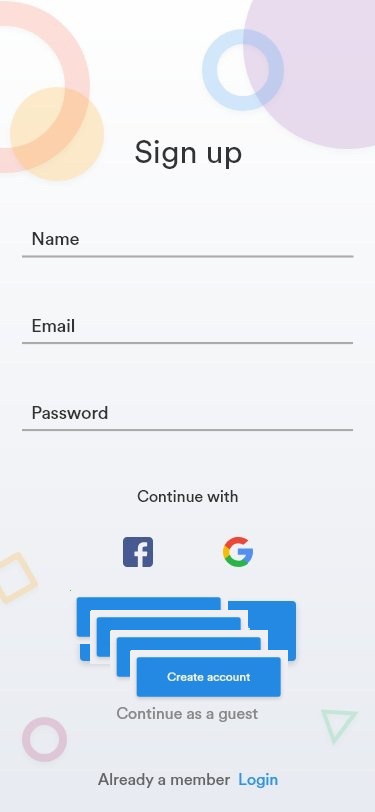 Sign up
Name
Email
Password
Continue with
Create account
Continue as a guest
Already a member Login